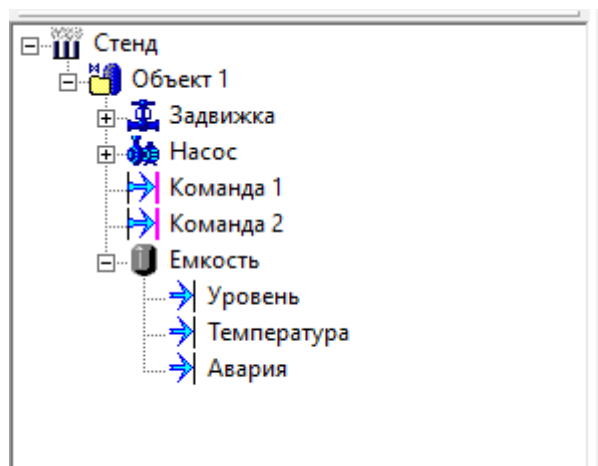 Стенд
Объект 1
Задвижка
Насос
Команда 1
Команда 2
Емкость
Уровень
Температура
Авария